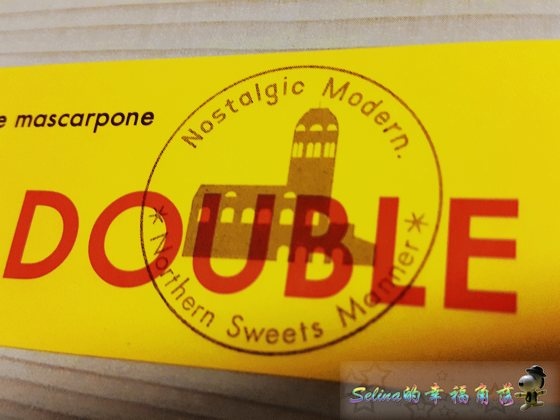 e mascarpone
Nostalgic Modern.
DOUBLE
*Northern Sweets Manner*
Selina的幸福角落